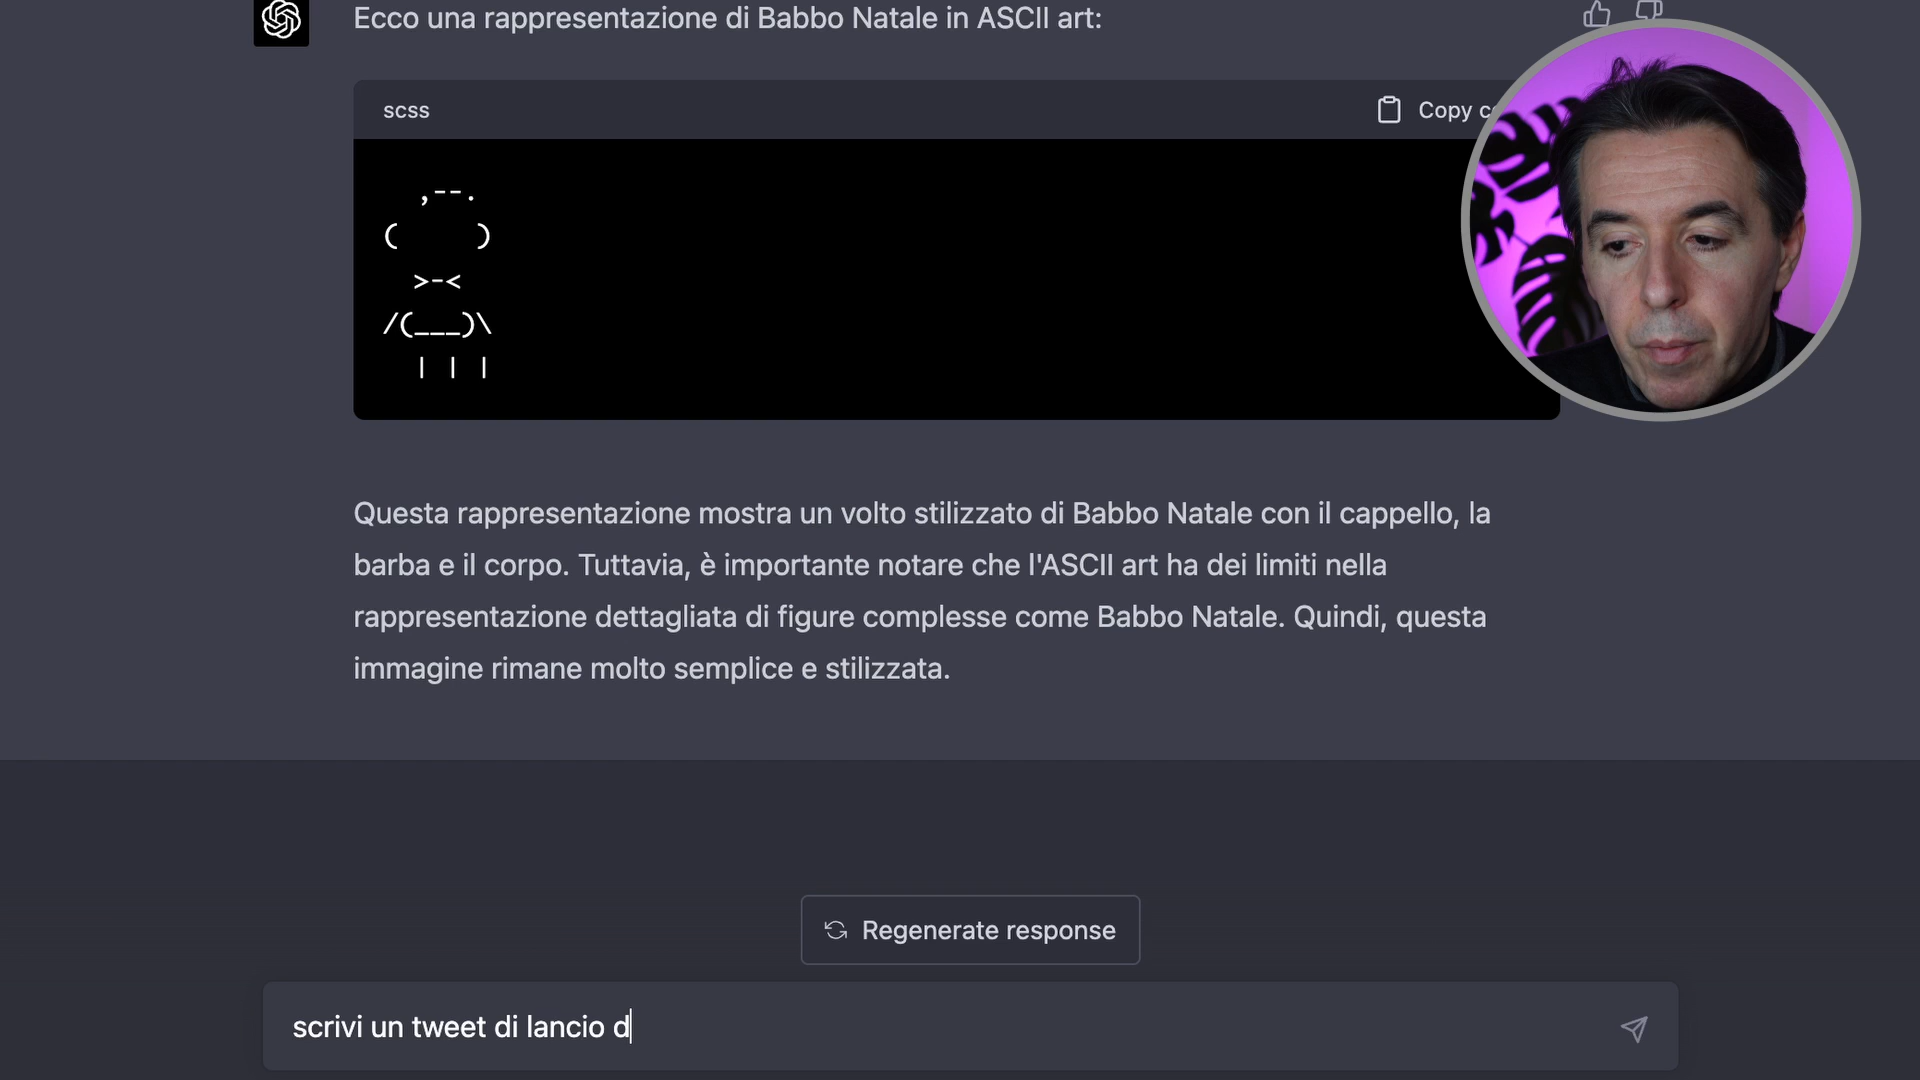 Ecco una rappresentazione di Babbo Natale in ASCII art:
scss
Copy c
,--.
(     )
>-<
/(___)\
| | |
Questa rappresentazione mostra un volto stilizzato di Babbo Natale con il cappello, la
barba e il corpo. Tuttavia, è importante notare che l'ASCII art ha dei limiti nella
rappresentazione dettagliata di figure complesse come Babbo Natale. Quindi, questa
immagine rimane molto semplice e stilizzata.
Regenerate response
scrivi un tweet di lancio d